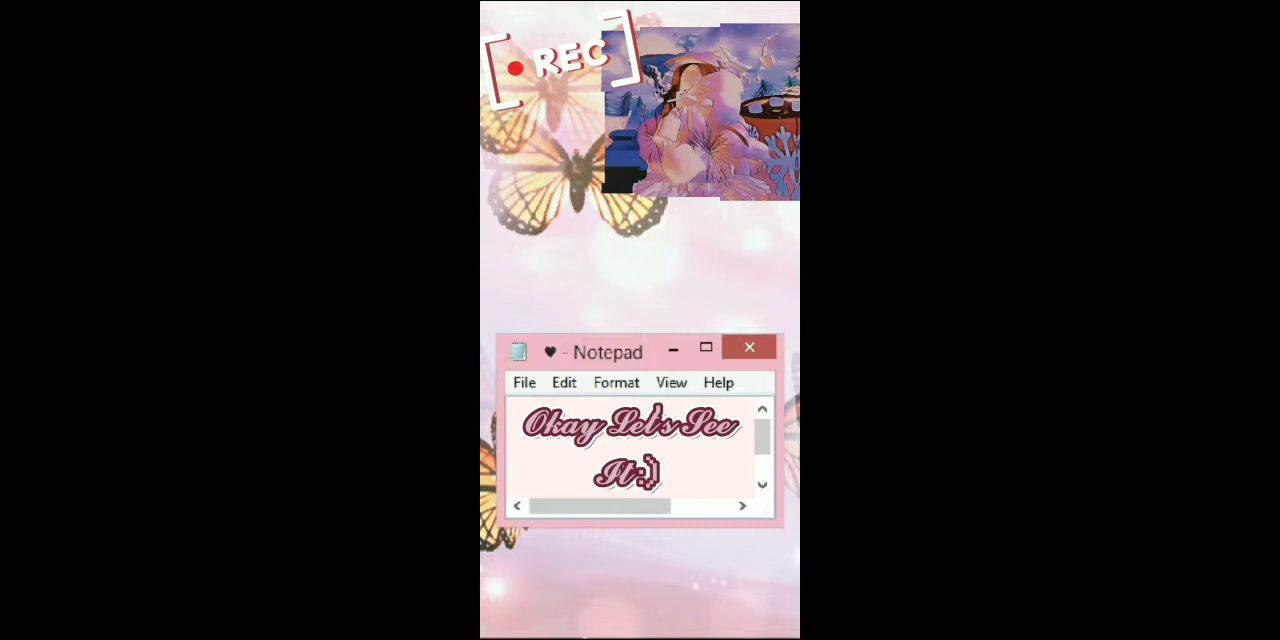 REC
♥ - Notepad
File Edit Format View Help
Okay Let's See
It:)